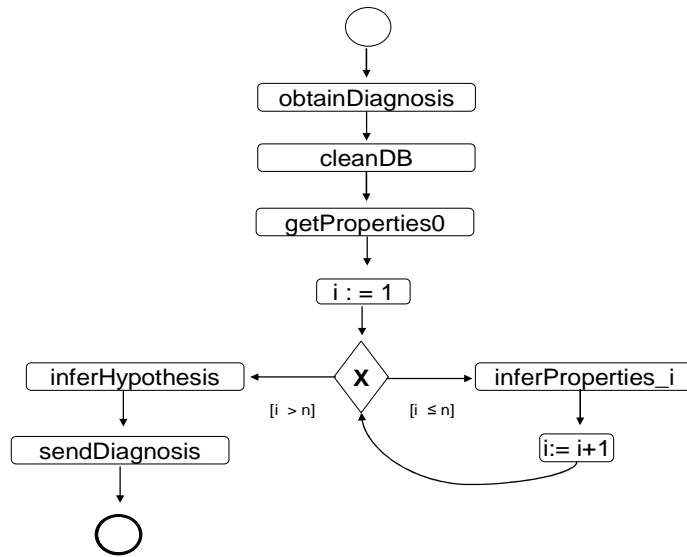 obtainDiagnosis
cleanDB
getProperties0
i : = 1
inferHypothesis
X
inferProperties_i
[i > n]
[i ≤ n]
sendDiagnosis
i:= i+1